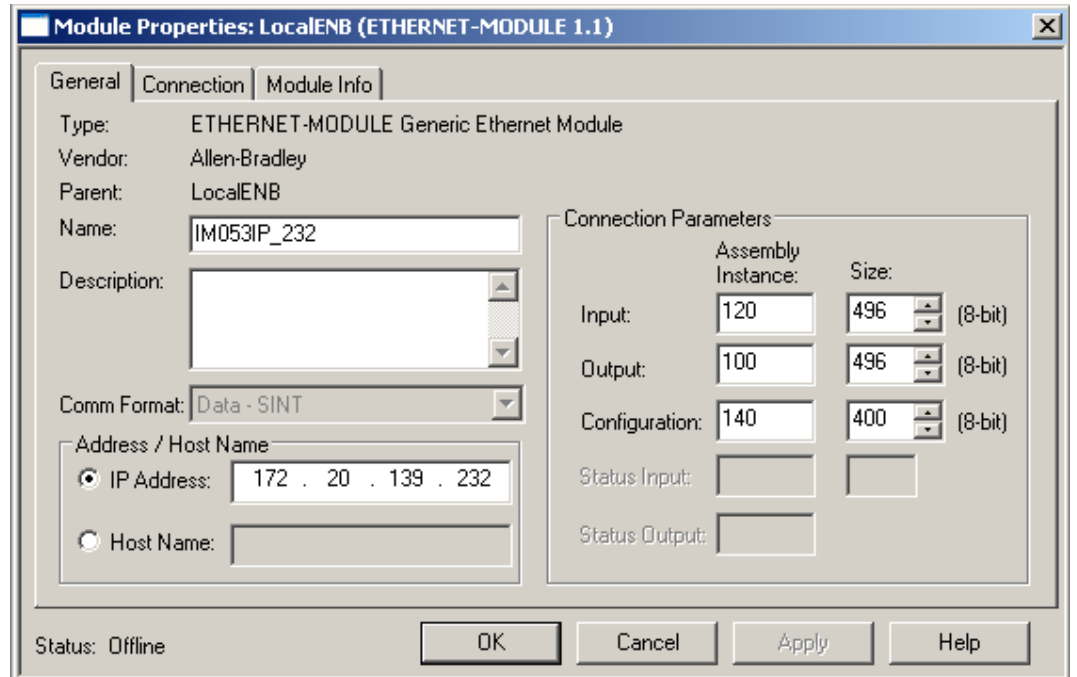 Module Properties: LocalENB (ETHERNET-MODULE 1.1)
General Connection Module Info
Type: ETHERNET-MODULE Generic Ethernet Module
Vendor: Allen-Bradley
Parent: LocalENB
Name: IM053IP_232
Description:
Comm Format: Data - SINT
Address / Host Name
IP Address: 172 . 20 . 139 . 232
Host Name:
Connection Parameters
Assembly
Instance: Size:
Input: 120 496 (8-bit)
Output: 100 496 (8-bit)
Configuration: 140 400 (8-bit)
Status Input:
Status Output:
Status: Offline
OK Cancel Apply Help